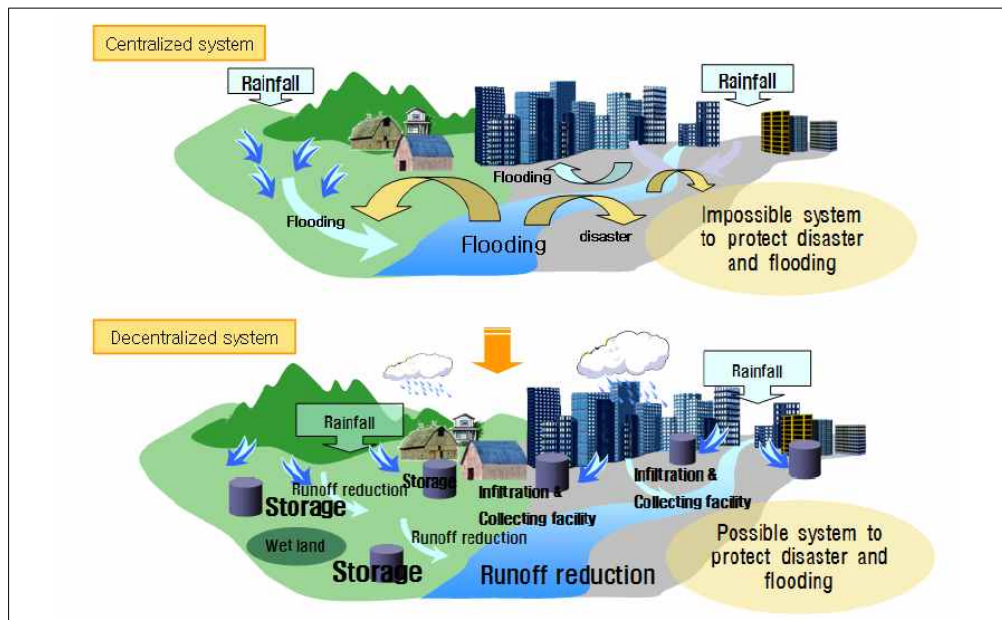 Centralized system
Rainfall
Rainfall
Flooding
Flooding
Flooding
disaster
Impossible system
to protect disaster
and flooding
Decentralized system
Rainfall
Rainfall
Runoff reduction
Storage
Storage
Infiltration &
Collecting facility
Infiltration &
Collecting facility
Wet land
Runoff reduction
Storage
Runoff reduction
Possible system to
protect disaster and
flooding